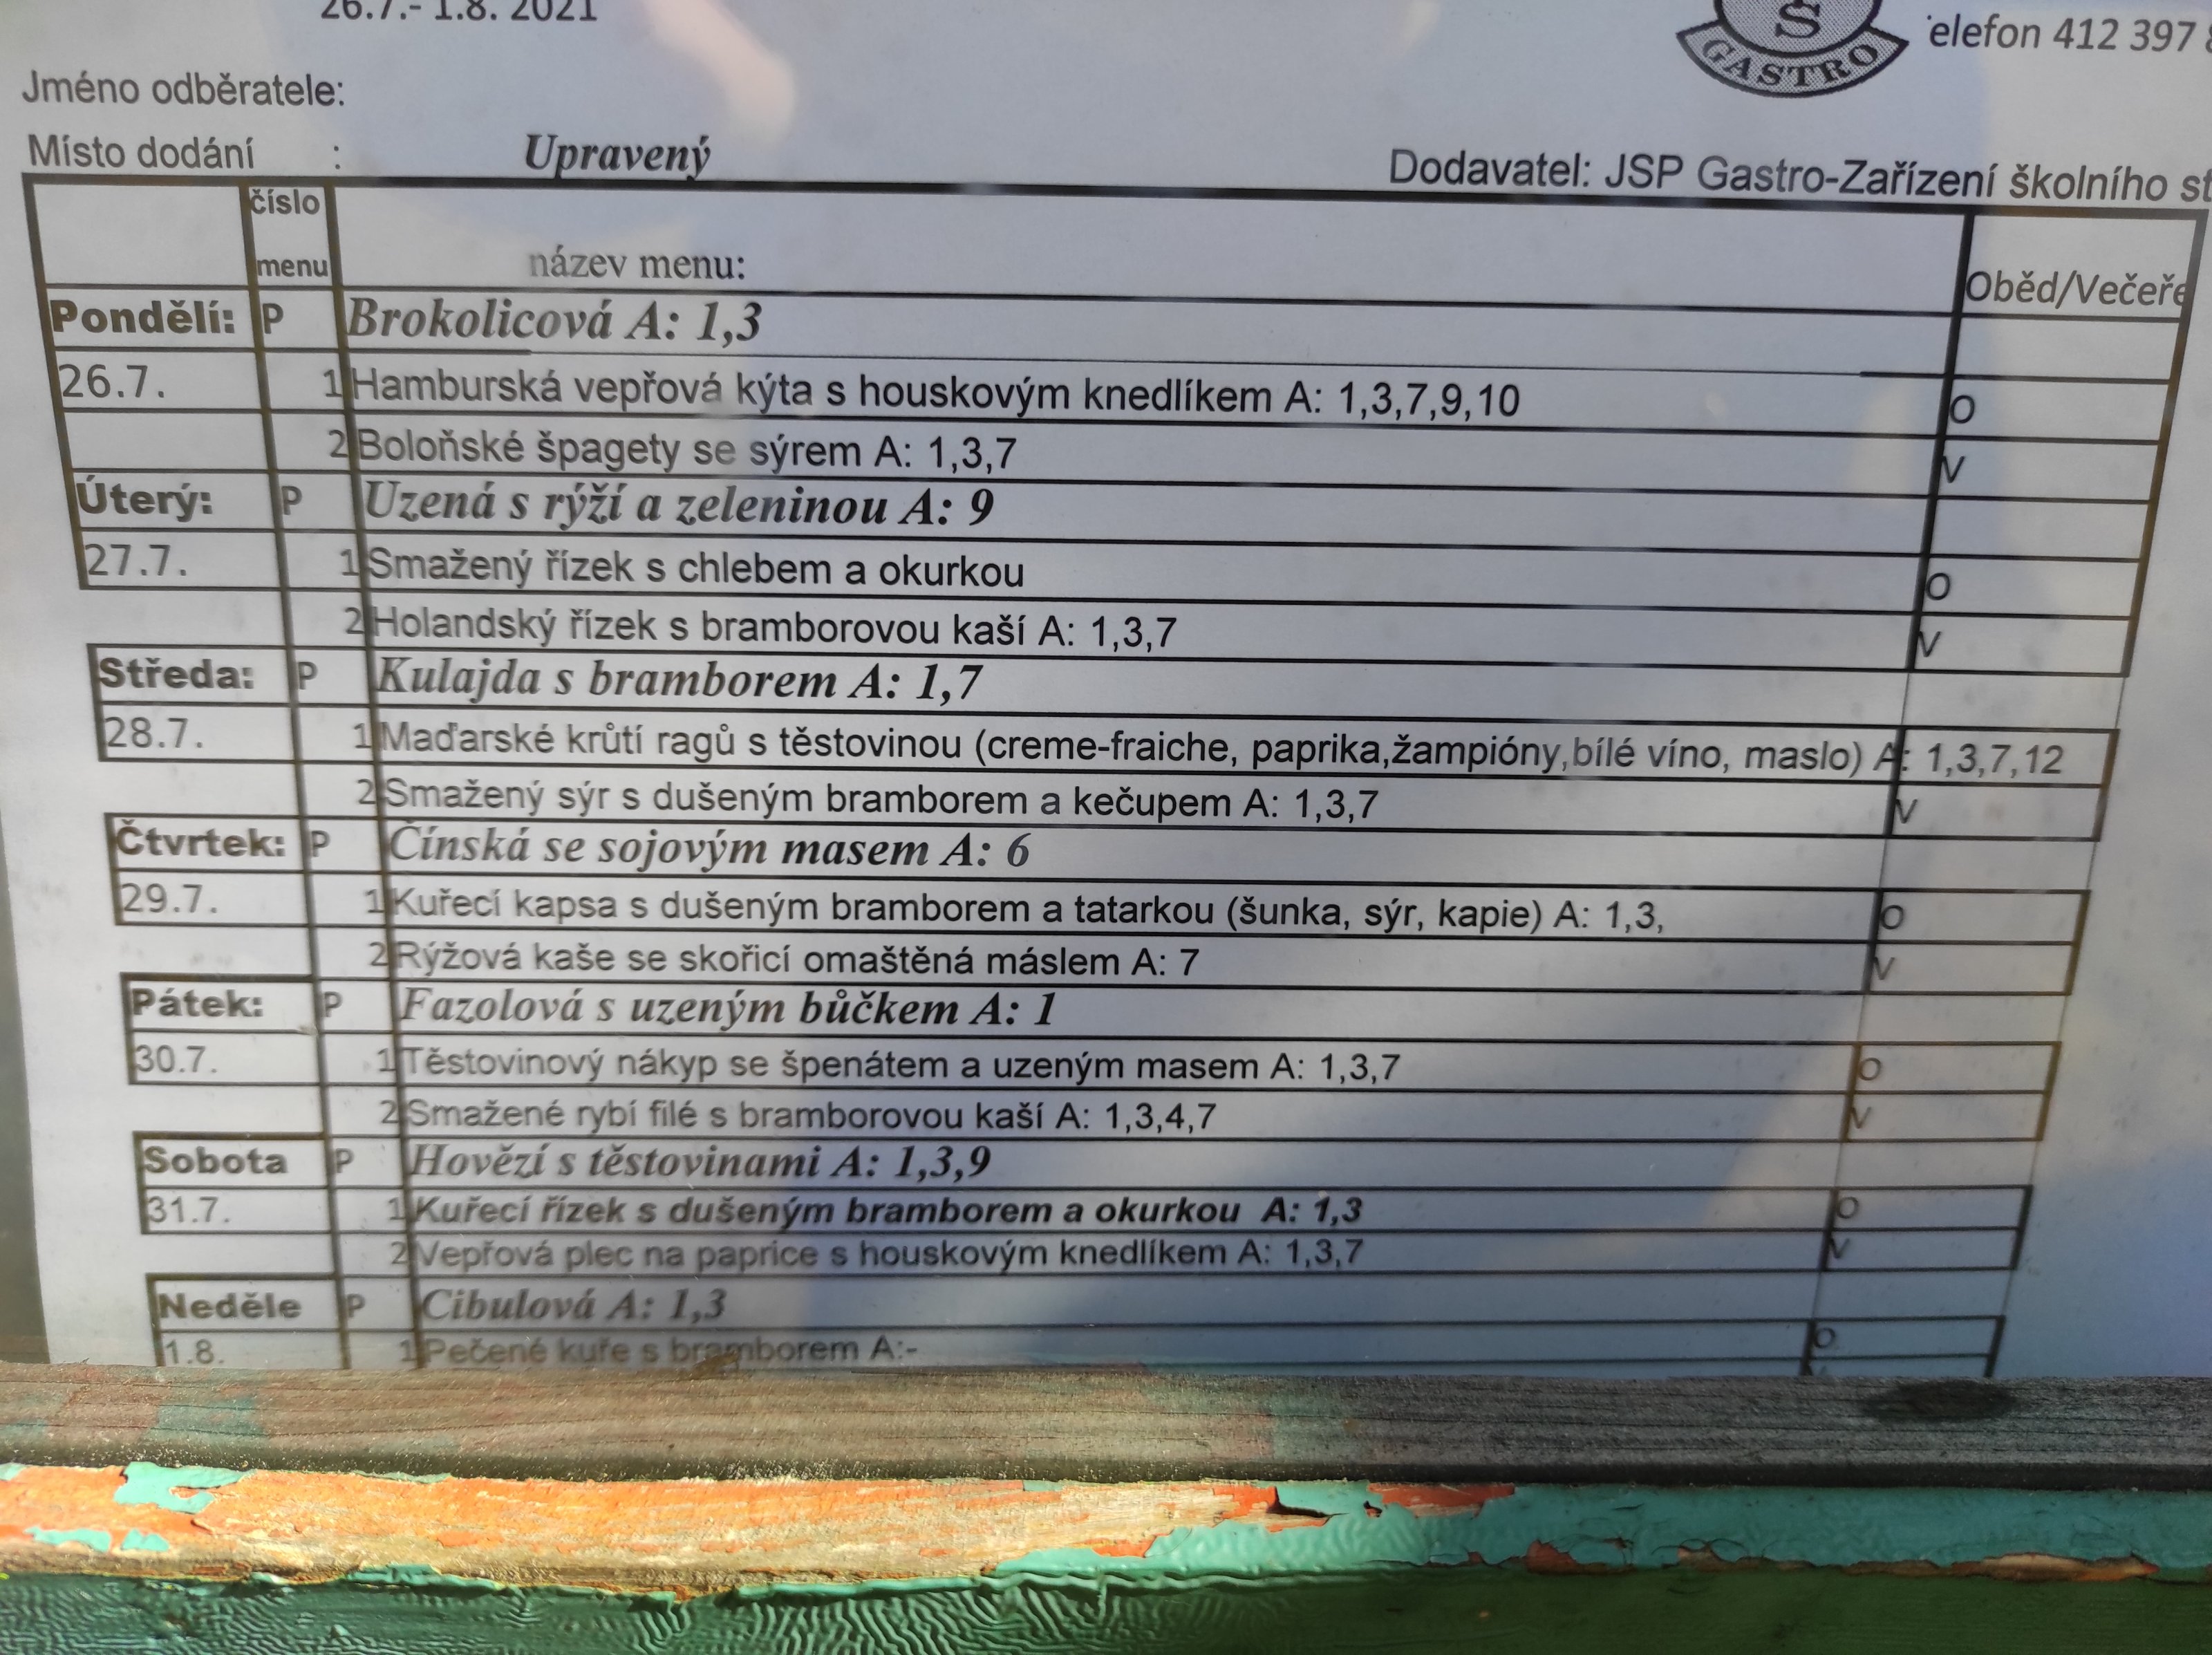 26.7.- 1.8. 2021
Š
GASTRO
elefon 412 397
Jméno odběratele:
Místo dodání : Upravený
Dodavatel: JSP Gastro-Zařízení školního st
číslo
menu název menu: Oběd/Večeře
Pondělí: P Brokolicová A: 1,3
26.7. 1 Hamburská vepřová kýta s houskovým knedlíkem A: 1,3,7,9,10 O
2 Boloňské špagety se sýrem A: 1,3,7 V
Úterý: P Uzená s rýží a zeleninou A: 9
27.7. 1 Smažený řízek s chlebem a okurkou O
2 Holandský řízek s bramborovou kaší A: 1,3,7 V
Středa: P Kulajda s bramborem A: 1,7
28.7. 1 Maďarské krůtí ragů s těstovinou (creme-fraiche, paprika,žampióny,bílé víno, maslo) A: 1,3,7,12
2 Smažený sýr s dušeným bramborem a kečupem A: 1,3,7 V
Čtvrtek: P Čínská se sojovým masem A: 6
29.7. 1 Kuřecí kapsa s dušeným bramborem a tatarkou (šunka, sýr, kapie) A: 1,3, O
2 Rýžová kaše se skořicí omaštěná máslem A: 7 V
Pátek: P Fazolová s uzeným bůčkem A: 1
30.7. 1 Těstovinový nákyp se špenátem a uzeným masem A: 1,3,7 O
2 Smažené rybí filé s bramborovou kaší A: 1,3,4,7 V
Sobota P Hovězí s těstovinami A: 1,3,9
31.7. 1 Kuřecí řízek s dušeným bramborem a okurkou A: 1,3 O
2 Vepřová plec na paprice s houskovým knedlíkem A: 1,3,7 V
Neděle P Cibulová A: 1,3
1.8. 1 Pečené kuře s bramborem A:- O